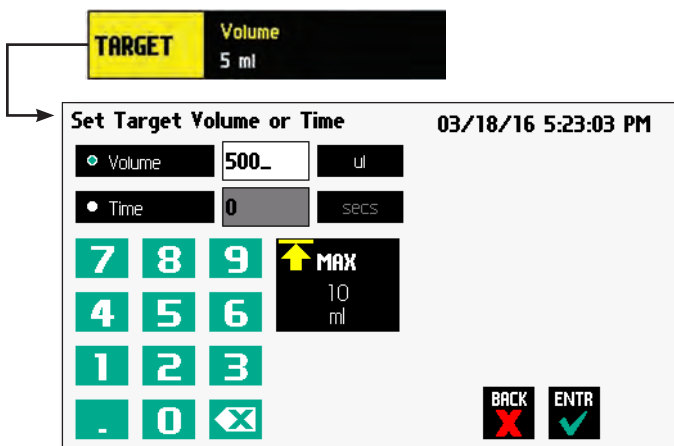 TARGET Volume
5 ml
Set Target Volume or Time 03/18/16 5:23:03 PM
Volume 500_ ul
Time 0 secs
7 8 9 MAX
10
4 5 6 ml
1 2 3
. 0
BACK ENTR